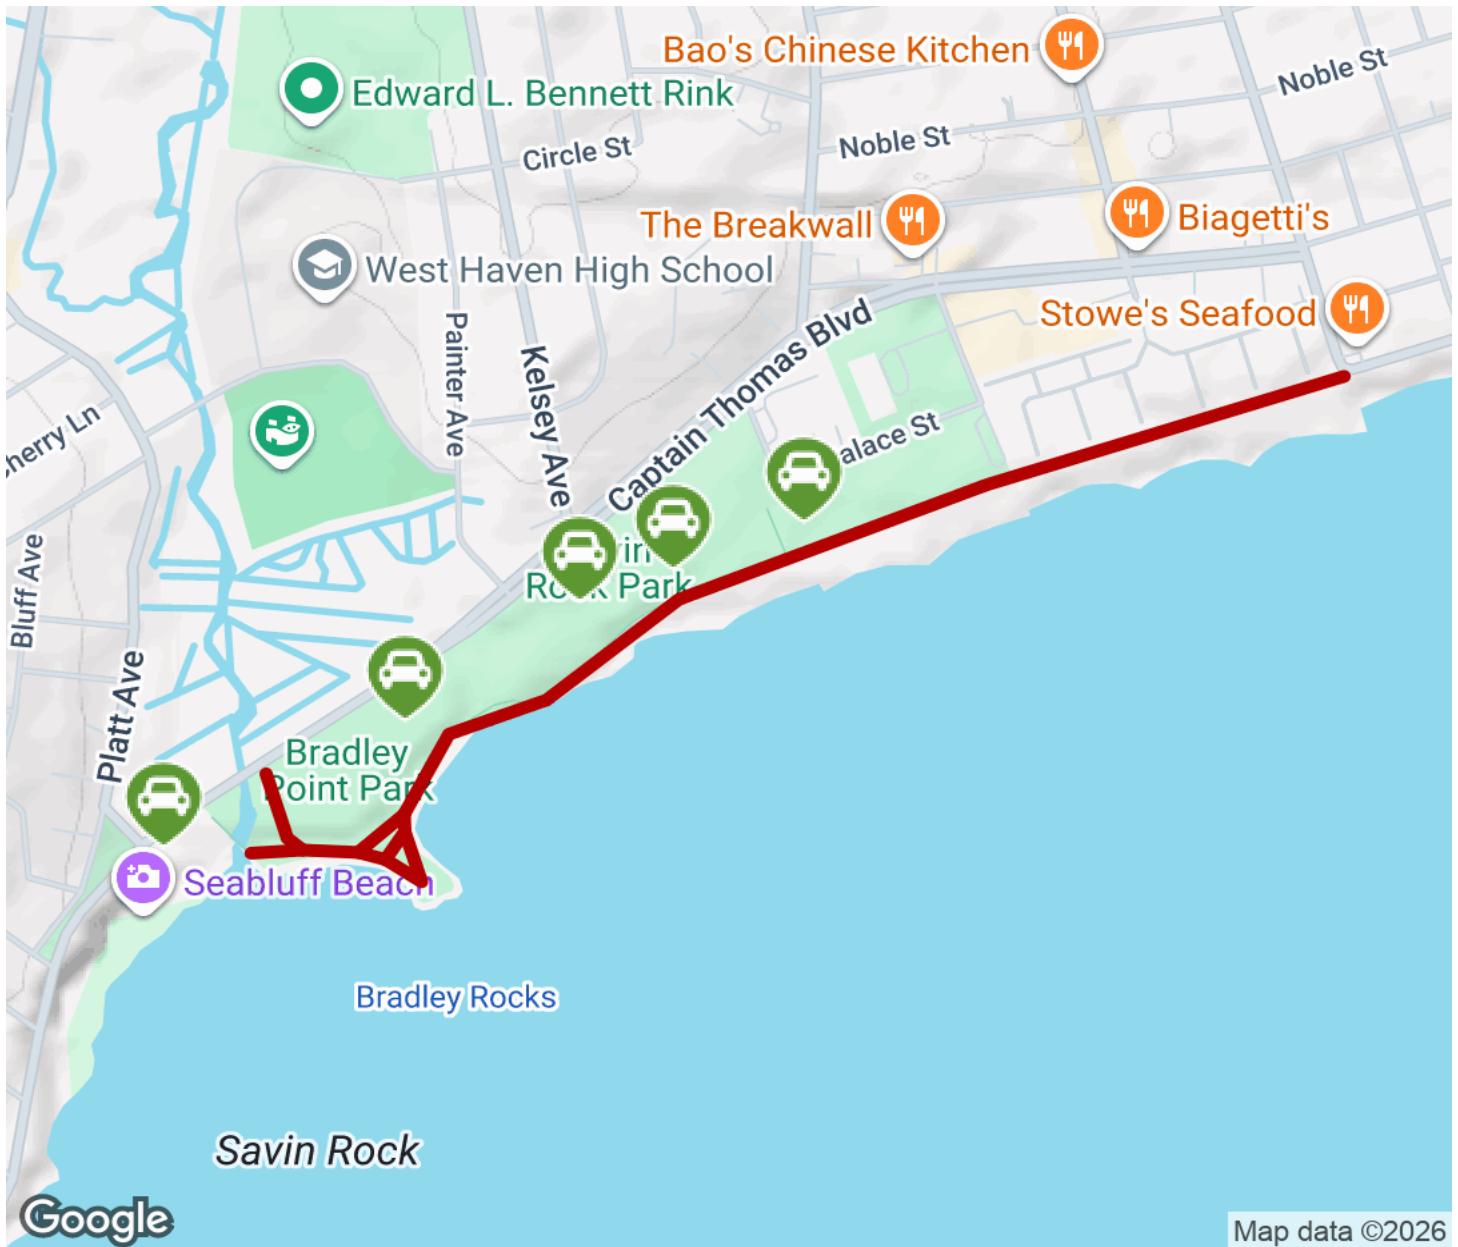 Bao's Chinese Kitchen
Noble St
Edward L. Bennett Rink
Noble St
Circle St
The Breakwall
Biagetti's
West Haven High School
Stowe's Seafood
Painter Ave
Kelsey Ave
Captain Thomas Blvd
alace St
herry Ln
Rock Park
Bluff Ave
Platt Ave
Bradley
Point Park
Seabluff Beach
Bradley Rocks
Savin Rock
Google
Map data ©2026